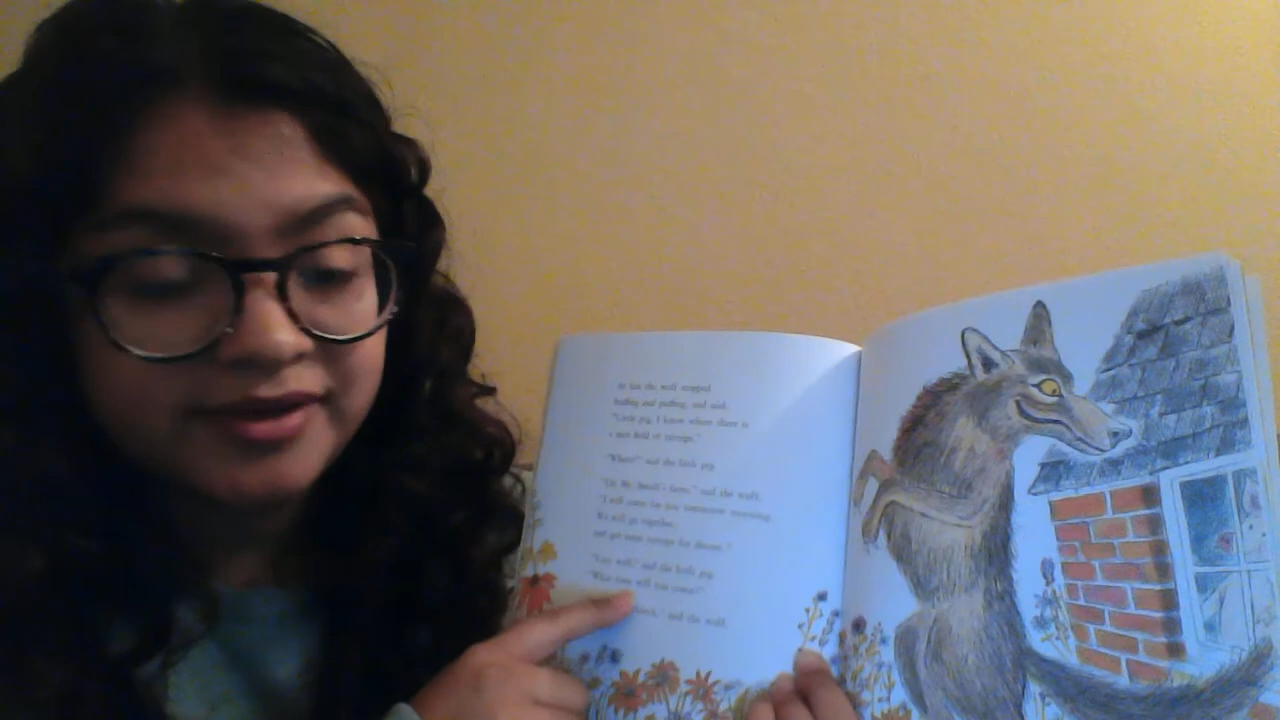 At last the wolf stopped
huffing and puffing, and said,
"Little pig, I know where there is
a nice field of turnips."
"Where?" said the little pig.
"On Mr. Smith's farm," said the wolf.
"I will come for you tomorrow morning.
We will go together,
and get some turnips for dinner."
"Very well," said the little pig.
"What time will you come?"
said the wolf.